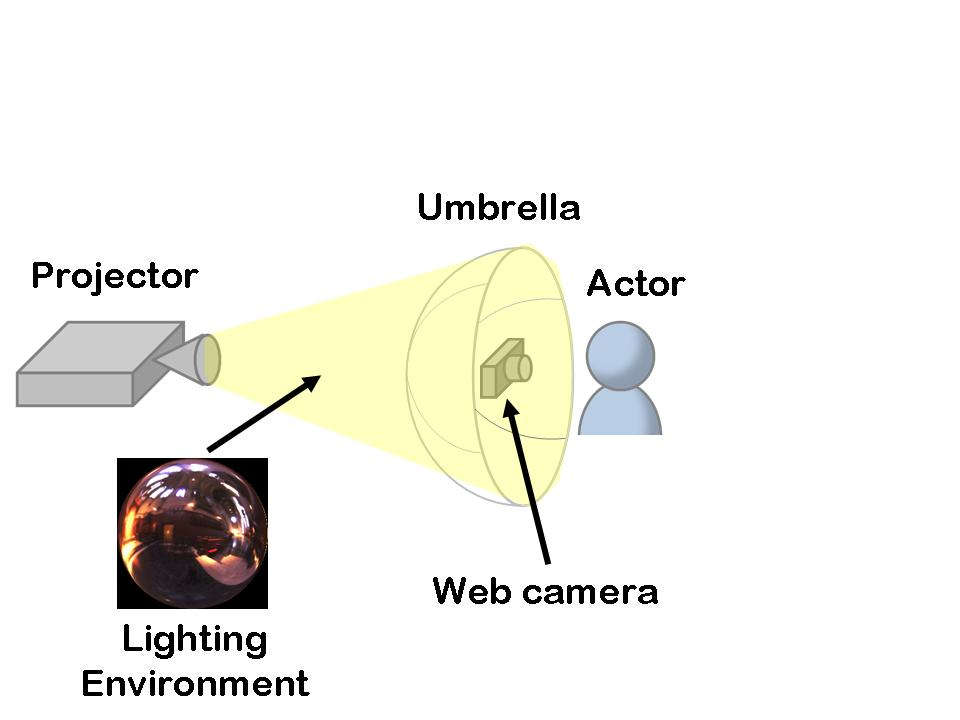 Umbrella
Projector
Actor
Web camera
Lighting
Environment